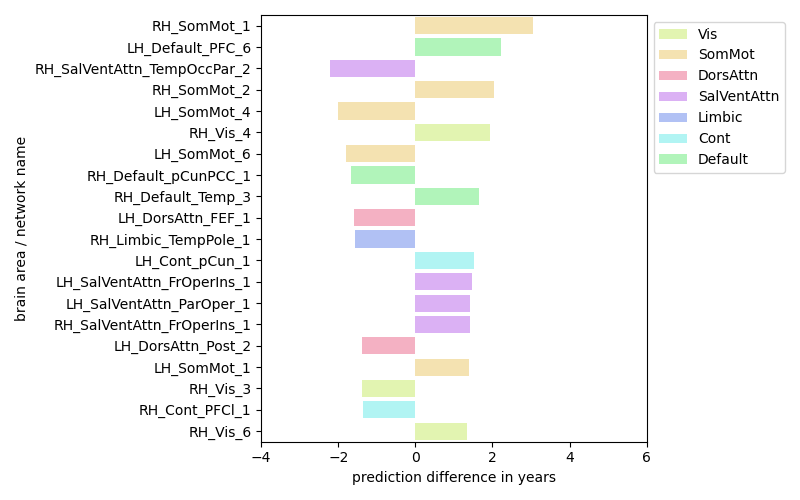 RH_SomMot_1
LH_Default_PFC_6
RH_SalVentAttn_TempOccPar_2
RH_SomMot_2
LH_SomMot_4
RH_Vis_4
LH_SomMot_6
RH_Default_pCunPCC_1
RH_Default_Temp_3
LH_DorsAttn_FEF_1
RH_Limbic_TempPole_1
LH_Cont_pCun_1
LH_SalVentAttn_FrOperIns_1
LH_SalVentAttn_ParOper_1
RH_SalVentAttn_FrOperIns_1
LH_DorsAttn_Post_2
LH_SomMot_1
RH_Vis_3
RH_Cont_PFCl_1
RH_Vis_6
brain area / network name
−4 −2 0 2 4 6
prediction difference in years
Vis
SomMot
DorsAttn
SalVentAttn
Limbic
Cont
Default